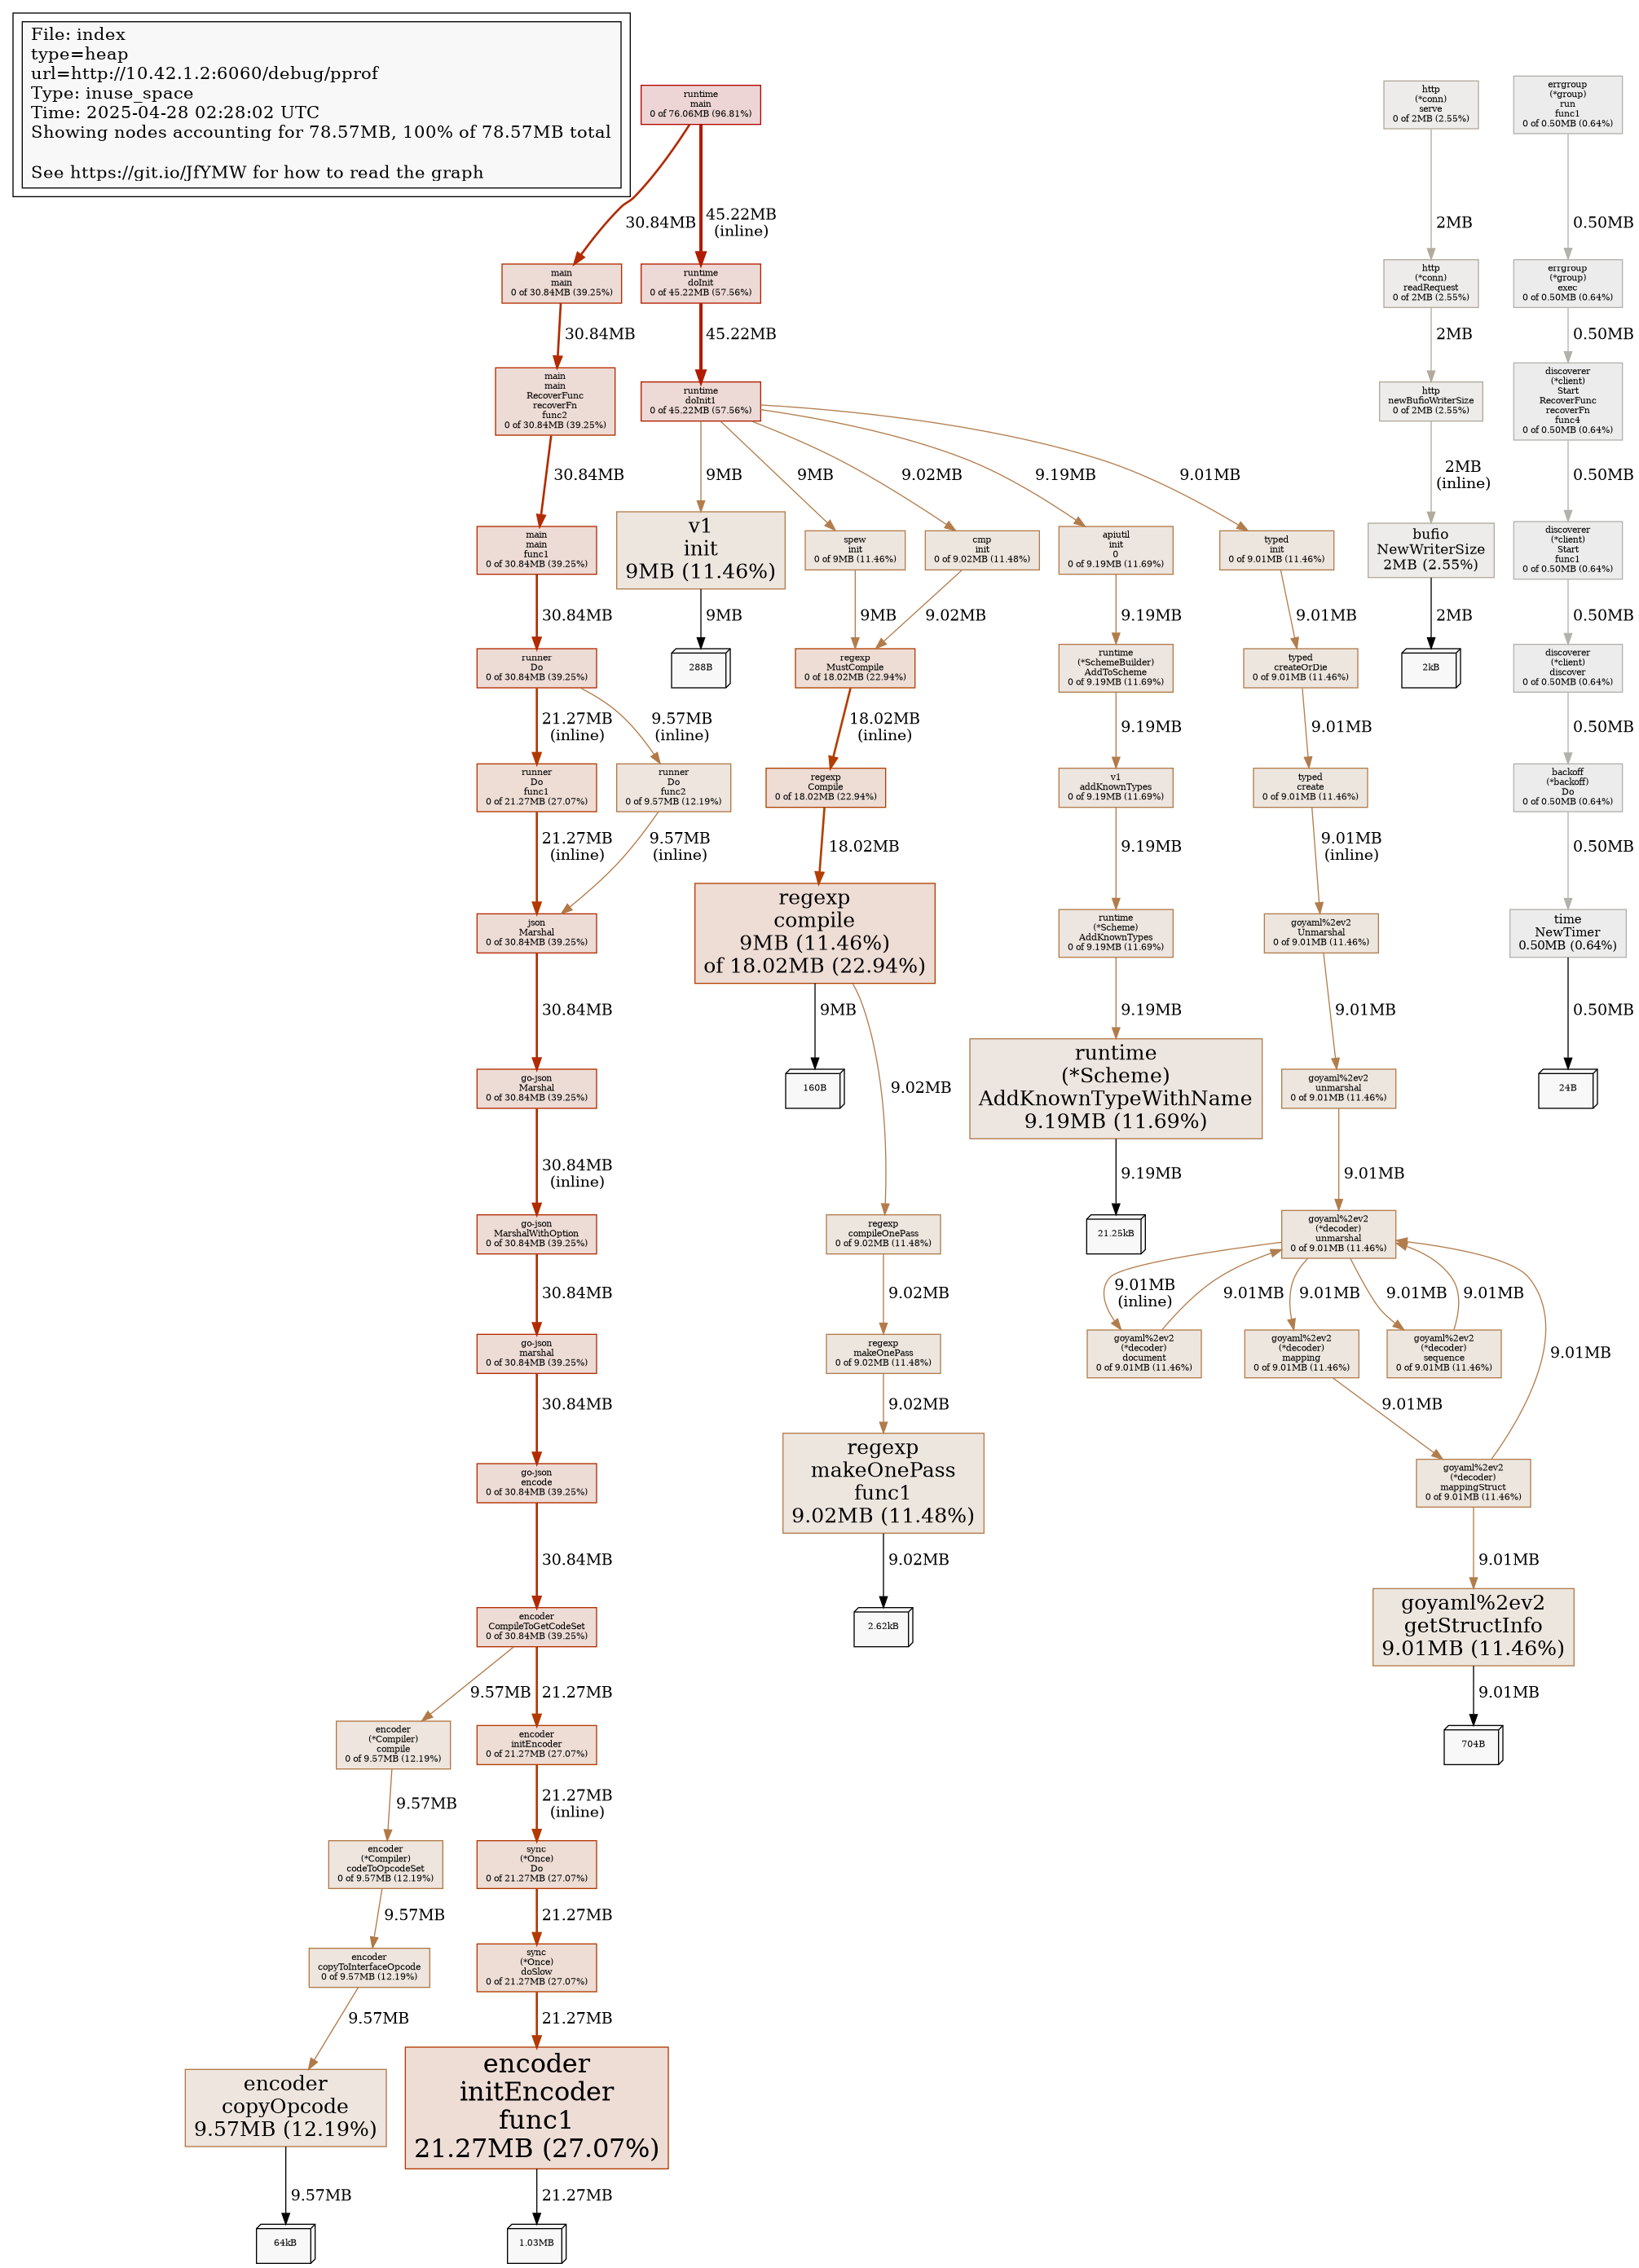 File: index
type=heap
url=http://10.42.1.2:6060/debug/pprof
Type: inuse_space
Time: 2025-04-28 02:28:02 UTC
Showing nodes accounting for 78.57MB, 100% of 78.57MB total
See https://git.io/JfYMW for how to read the graph
runtime
main
0 of 76.06MB (96.81%)
http
(*conn)
serve
0 of 2MB (2.55%)
errgroup
(*group)
run
func1
0 of 0.50MB (0.64%)
30.84MB
45.22MB
(inline)
2MB
0.50MB
main
main
0 of 30.84MB (39.25%)
runtime
doInit
0 of 45.22MB (57.56%)
http
(*conn)
readRequest
0 of 2MB (2.55%)
errgroup
(*group)
exec
0 of 0.50MB (0.64%)
30.84MB
45.22MB
2MB
0.50MB
main
main
RecoverFunc
recoverFn
func2
0 of 30.84MB (39.25%)
runtime
doInit1
0 of 45.22MB (57.56%)
http
newBufioWriterSize
0 of 2MB (2.55%)
discoverer
(*client)
Start
RecoverFunc
recoverFn
func4
0 of 0.50MB (0.64%)
30.84MB
9MB
9MB
9.02MB
9.19MB
9.01MB
2MB
(inline)
0.50MB
main
main
func1
0 of 30.84MB (39.25%)
v1
init
9MB (11.46%)
spew
init
0 of 9MB (11.46%)
cmp
init
0 of 9.02MB (11.48%)
apiutil
init
0
0 of 9.19MB (11.69%)
typed
init
0 of 9.01MB (11.46%)
bufio
NewWriterSize
2MB (2.55%)
discoverer
(*client)
Start
func1
0 of 0.50MB (0.64%)
30.84MB
9MB
9MB
9.02MB
9.19MB
9.01MB
2MB
0.50MB
runner
Do
0 of 30.84MB (39.25%)
288B
regexp
MustCompile
0 of 18.02MB (22.94%)
runtime
(*SchemeBuilder)
AddToScheme
0 of 9.19MB (11.69%)
typed
createOrDie
0 of 9.01MB (11.46%)
2kB
discoverer
(*client)
discover
0 of 0.50MB (0.64%)
21.27MB
(inline)
9.57MB
(inline)
18.02MB
(inline)
9.19MB
9.01MB
0.50MB
runner
Do
func1
0 of 21.27MB (27.07%)
runner
Do
func2
0 of 9.57MB (12.19%)
regexp
Compile
0 of 18.02MB (22.94%)
v1
addKnownTypes
0 of 9.19MB (11.69%)
typed
create
0 of 9.01MB (11.46%)
backoff
(*backoff)
Do
0 of 0.50MB (0.64%)
21.27MB
(inline)
9.57MB
(inline)
18.02MB
9.19MB
9.01MB
(inline)
0.50MB
json
Marshal
0 of 30.84MB (39.25%)
regexp
compile
9MB (11.46%)
of 18.02MB (22.94%)
runtime
(*Scheme)
AddKnownTypes
0 of 9.19MB (11.69%)
goyaml%2ev2
Unmarshal
0 of 9.01MB (11.46%)
time
NewTimer
0.50MB (0.64%)
30.84MB
9MB
9.02MB
9.19MB
9.01MB
0.50MB
go-json
Marshal
0 of 30.84MB (39.25%)
160B
runtime
(*Scheme)
AddKnownTypeWithName
9.19MB (11.69%)
goyaml%2ev2
unmarshal
0 of 9.01MB (11.46%)
24B
30.84MB
(inline)
9.19MB
9.01MB
go-json
MarshalWithOption
0 of 30.84MB (39.25%)
regexp
compileOnePass
0 of 9.02MB (11.48%)
21.25kB
goyaml%2ev2
(*decoder)
unmarshal
0 of 9.01MB (11.46%)
30.84MB
9.02MB
9.01MB
(inline)
9.01MB
9.01MB
9.01MB
9.01MB
go-json
marshal
0 of 30.84MB (39.25%)
regexp
makeOnePass
0 of 9.02MB (11.48%)
goyaml%2ev2
(*decoder)
document
0 of 9.01MB (11.46%)
goyaml%2ev2
(*decoder)
mapping
0 of 9.01MB (11.46%)
goyaml%2ev2
(*decoder)
sequence
0 of 9.01MB (11.46%)
9.01MB
30.84MB
9.02MB
9.01MB
go-json
encode
0 of 30.84MB (39.25%)
regexp
makeOnePass
func1
9.02MB (11.48%)
goyaml%2ev2
(*decoder)
mappingStruct
0 of 9.01MB (11.46%)
30.84MB
9.02MB
9.01MB
encoder
CompileToGetCodeSet
0 of 30.84MB (39.25%)
2.62kB
goyaml%2ev2
getStructInfo
9.01MB (11.46%)
9.57MB
21.27MB
9.01MB
encoder
(*Compiler)
compile
0 of 9.57MB (12.19%)
encoder
initEncoder
0 of 21.27MB (27.07%)
704B
9.57MB
21.27MB
(inline)
encoder
(*Compiler)
codeToOpcodeSet
0 of 9.57MB (12.19%)
sync
(*Once)
Do
0 of 21.27MB (27.07%)
9.57MB
21.27MB
encoder
copyToInterfaceOpcode
0 of 9.57MB (12.19%)
sync
(*Once)
doSlow
0 of 21.27MB (27.07%)
9.57MB
21.27MB
encoder
copyOpcode
9.57MB (12.19%)
encoder
initEncoder
func1
21.27MB (27.07%)
9.57MB
21.27MB
64kB
1.03MB